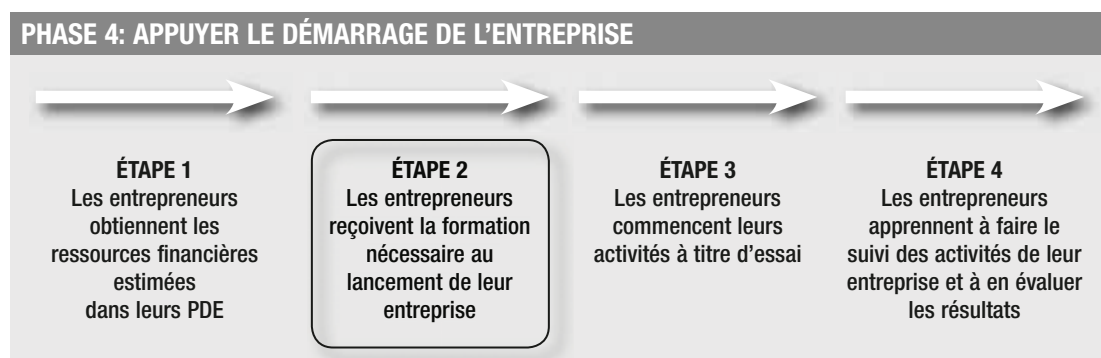 PHASE 4: APPUYER LE DÉMARRAGE DE L'ENTREPRISE
ÉTAPE 1
Les entrepreneurs
obtiennent les
ressources financières
estimées
dans leurs PDE
ÉTAPE 2
Les entrepreneurs
reçoivent la formation
nécessaire au
lancement de leur
entreprise
ÉTAPE 3
Les entrepreneurs
commencent leurs
activités à titre d'essai
ÉTAPE 4
Les entrepreneurs
apprennent à faire le
suivi des activités de leur
entreprise et à en évaluer
les résultats